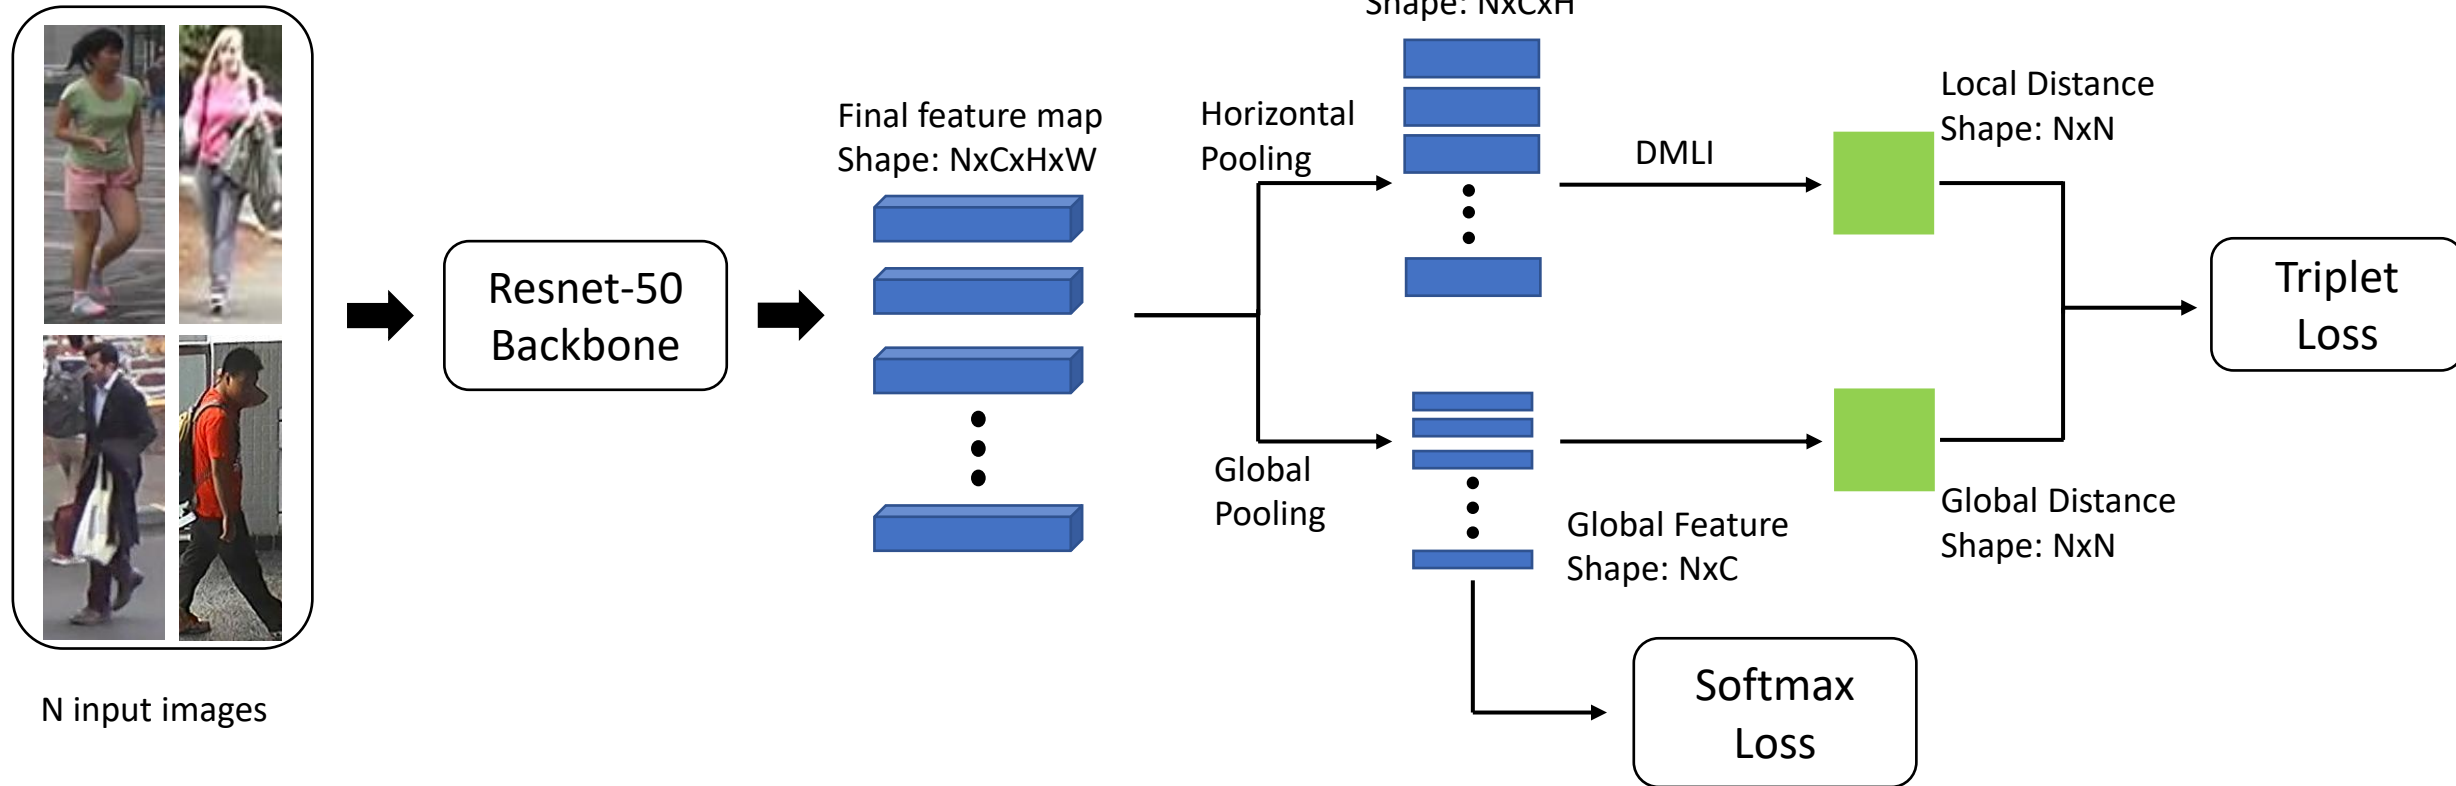 Shape: NxCxH
Final feature map
Shape: NxCxHxW
Horizontal
Pooling
DMLI
Local Distance
Shape: NxN
Resnet-50
Backbone
Triplet
Loss
Global
Pooling
Global Feature
Shape: NxC
Global Distance
Shape: NxN
Softmax
Loss
N input images